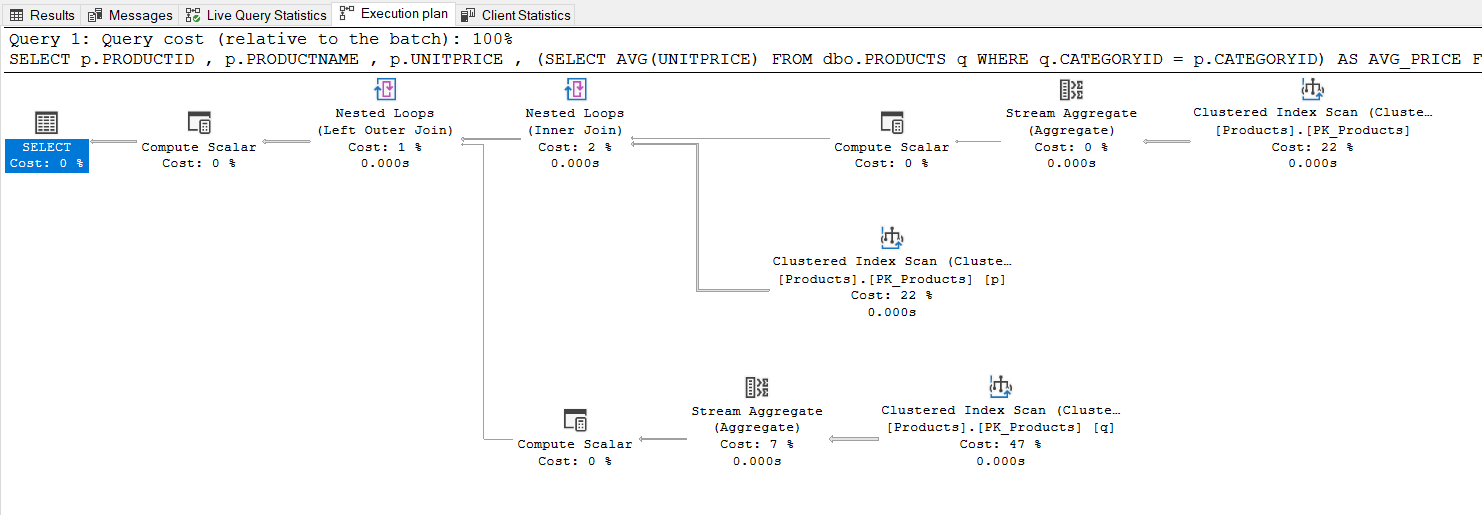 Results Messages Live Query Statistics Execution plan Client Statistics
Query 1: Query cost (relative to the batch): 100%
SELECT p.PRODUCTID , p.PRODUCTNAME , p.UNITPRICE , (SELECT AVG(UNITPRICE) FROM dbo.PRODUCTS q WHERE q.CATEGORYID = p.CATEGORYID) AS AVG_PRICE F
SELECT
Cost: 0 %
Compute Scalar
Cost: 0 %
Nested Loops
(Left Outer Join)
Cost: 1 %
0.000s
Nested Loops
(Inner Join)
Cost: 2 %
0.000s
Compute Scalar
Cost: 0 %
Stream Aggregate
(Aggregate)
Cost: 0 %
0.000s
Clustered Index Scan (Cluste…
[Products].[PK_Products]
Cost: 22 %
0.000s
Clustered Index Scan (Cluste…
[Products].[PK_Products] [p]
Cost: 22 %
0.000s
Compute Scalar
Cost: 0 %
Stream Aggregate
(Aggregate)
Cost: 7 %
0.000s
Clustered Index Scan (Cluste…
[Products].[PK_Products] [q]
Cost: 47 %
0.000s